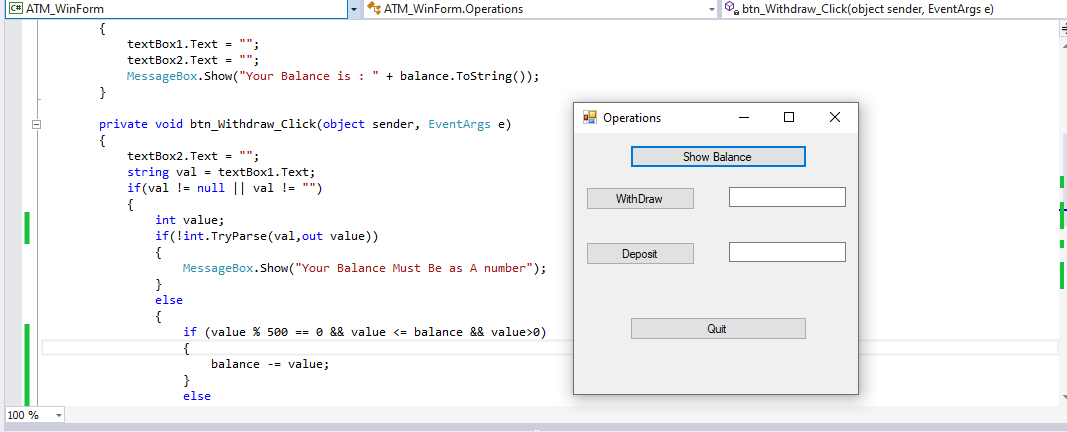 C# ATM_WinForm ATM_WinForm.Operations btn_Withdraw_Click(object sender, EventArgs e)
{
textBox1.Text = "";
textBox2.Text = "";
MessageBox.Show("Your Balance is : " + balance.ToString());
}
private void btn_Withdraw_Click(object sender, EventArgs e)
{
textBox2.Text = "";
string val = textBox1.Text;
if(val != null || val != "")
{
int value;
if(!int.TryParse(val,out value))
{
MessageBox.Show("Your Balance Must Be as A number");
}
else
{
if (value % 500 == 0 && value <= balance && value>0)
{
balance -= value;
}
else
100 %
Operations
Show Balance
WithDraw
Deposit
Quit